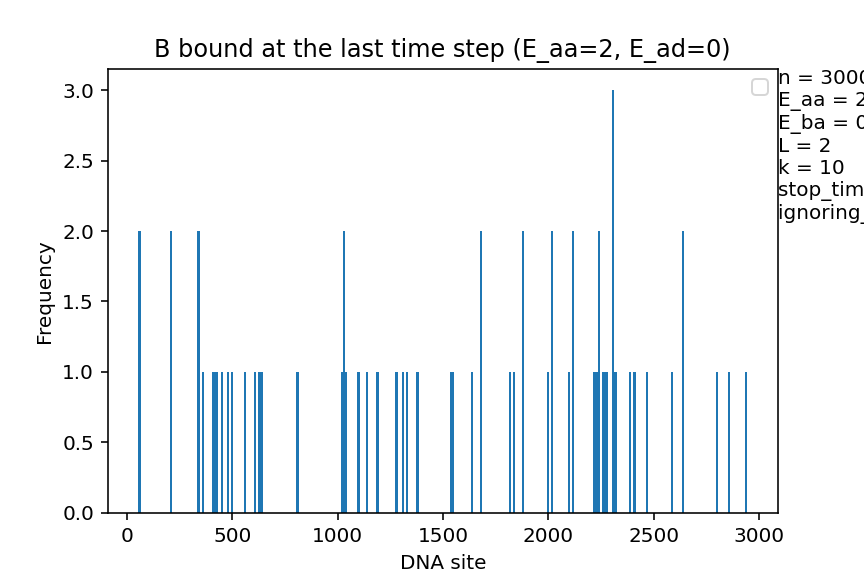 B bound at the last time step (E_aa=2, E_ad=0)
n = 3000
E_aa = 2
E_ba = 0
L = 2
k = 10
stop_tim
ignoring_
Frequency
3.0
2.5
2.0
1.5
1.0
0.5
0.0
0 500 1000 1500 2000 2500 3000
DNA site